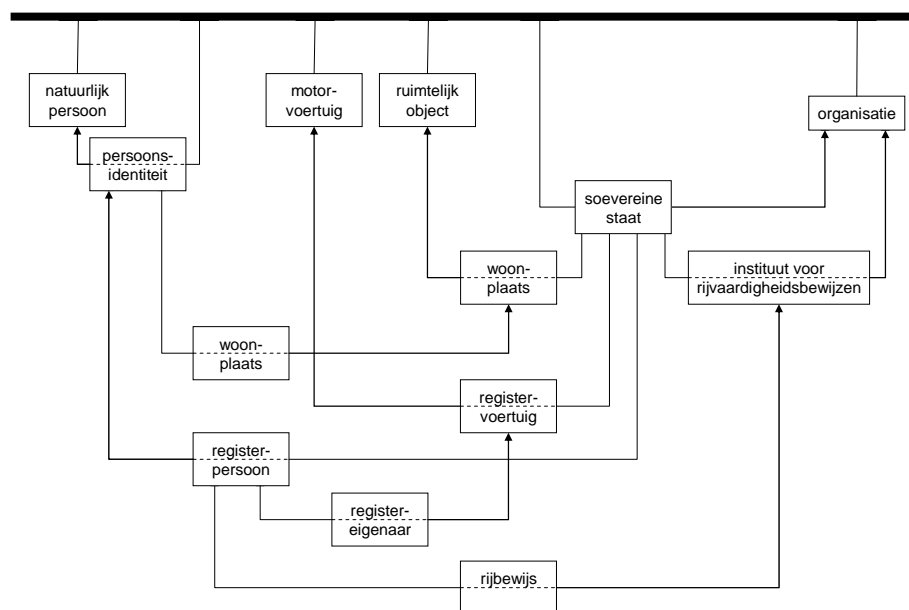 natuurlijk
persoon
motor-
voertuig
ruimtelijk
object
organisatie
persoons-
identiteit
soevereine
staat
woon-
plaats
instituut voor
rijvaardigheidsbewijzen
woon-
plaats
register-
voertuig
register-
persoon
register-
eigenaar
rijbewijs